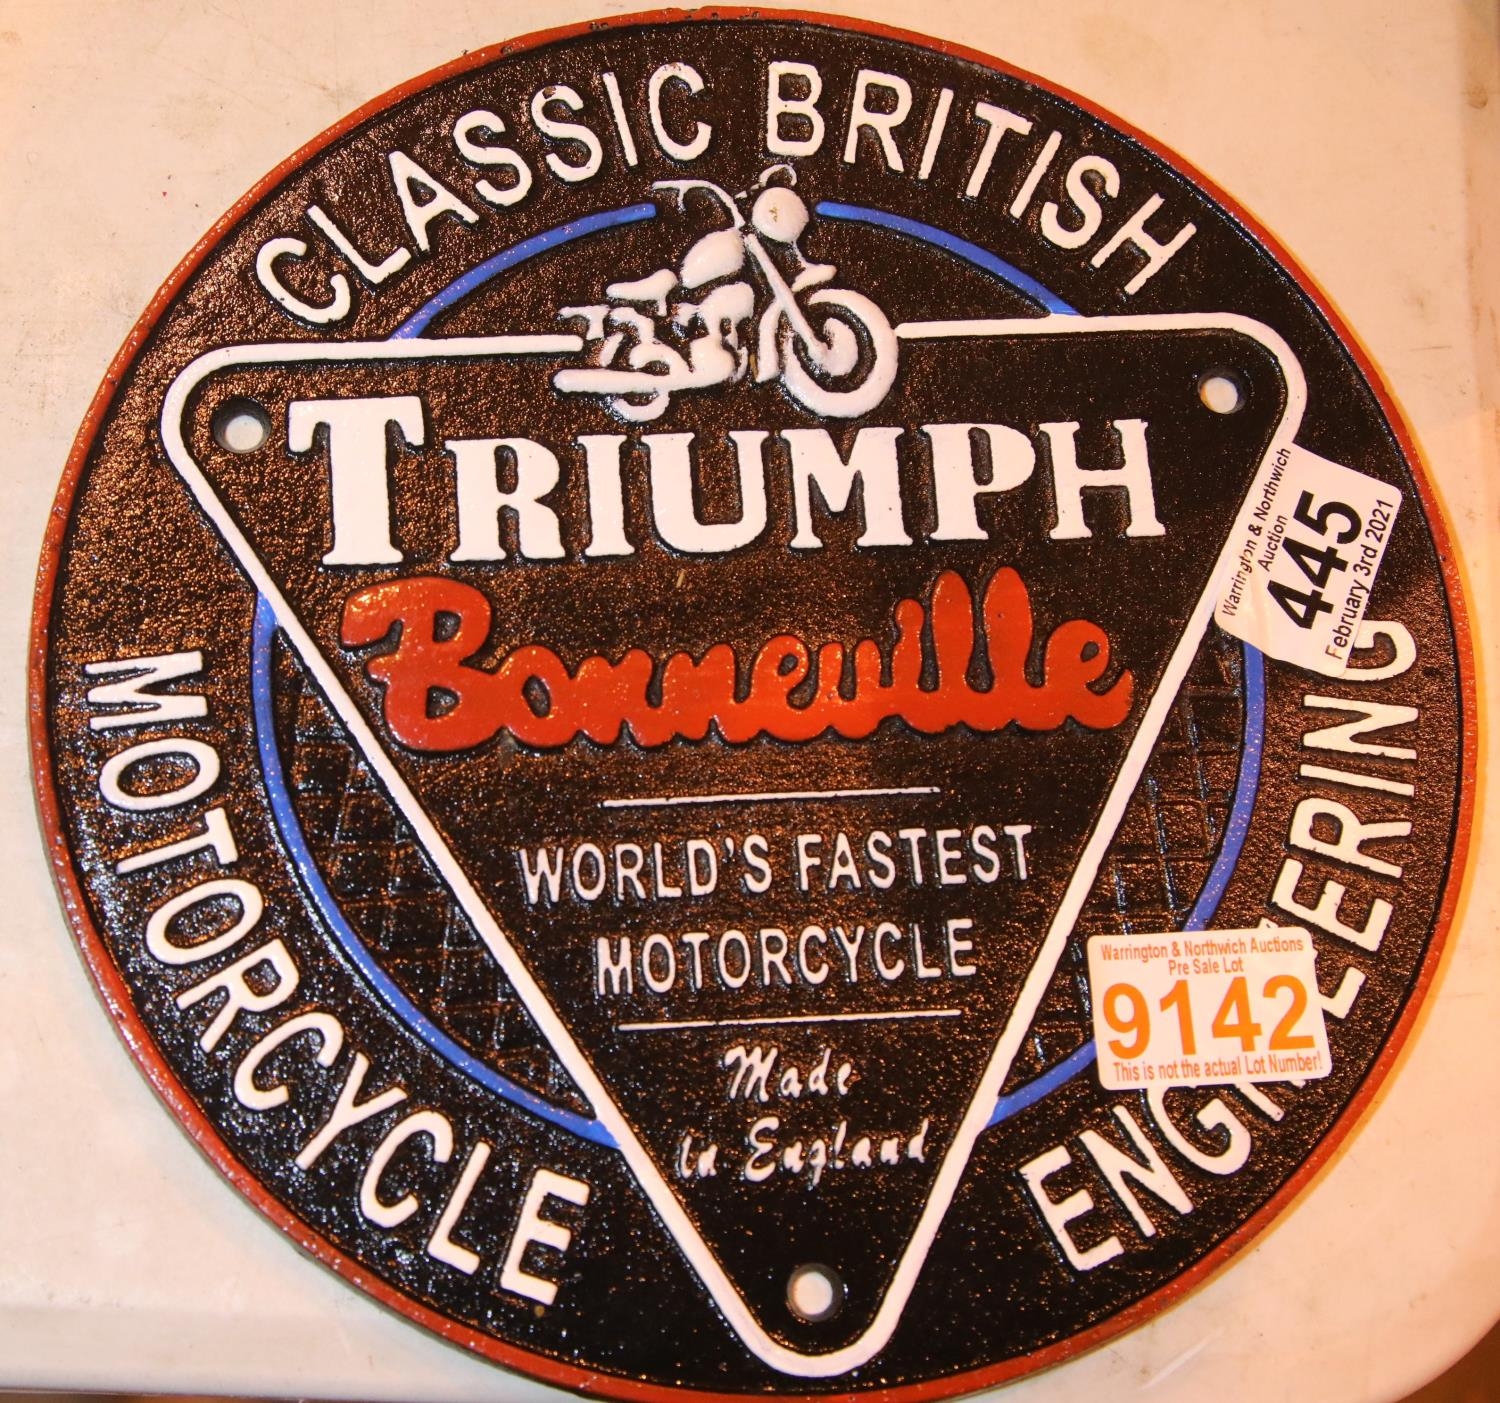 CLASSIC BRITISH
TRIUMPH
Bonneville
WORLD'S FASTEST
MOTORCYCLE
Made
in England
MOTORCYCLE
ENGINEERING
Warrington & Northwich
Auction
445
February 3rd 2021
Warrington & Northwich Auctions
Pre Sale Lot
9142
This is not the actual Lot Number!